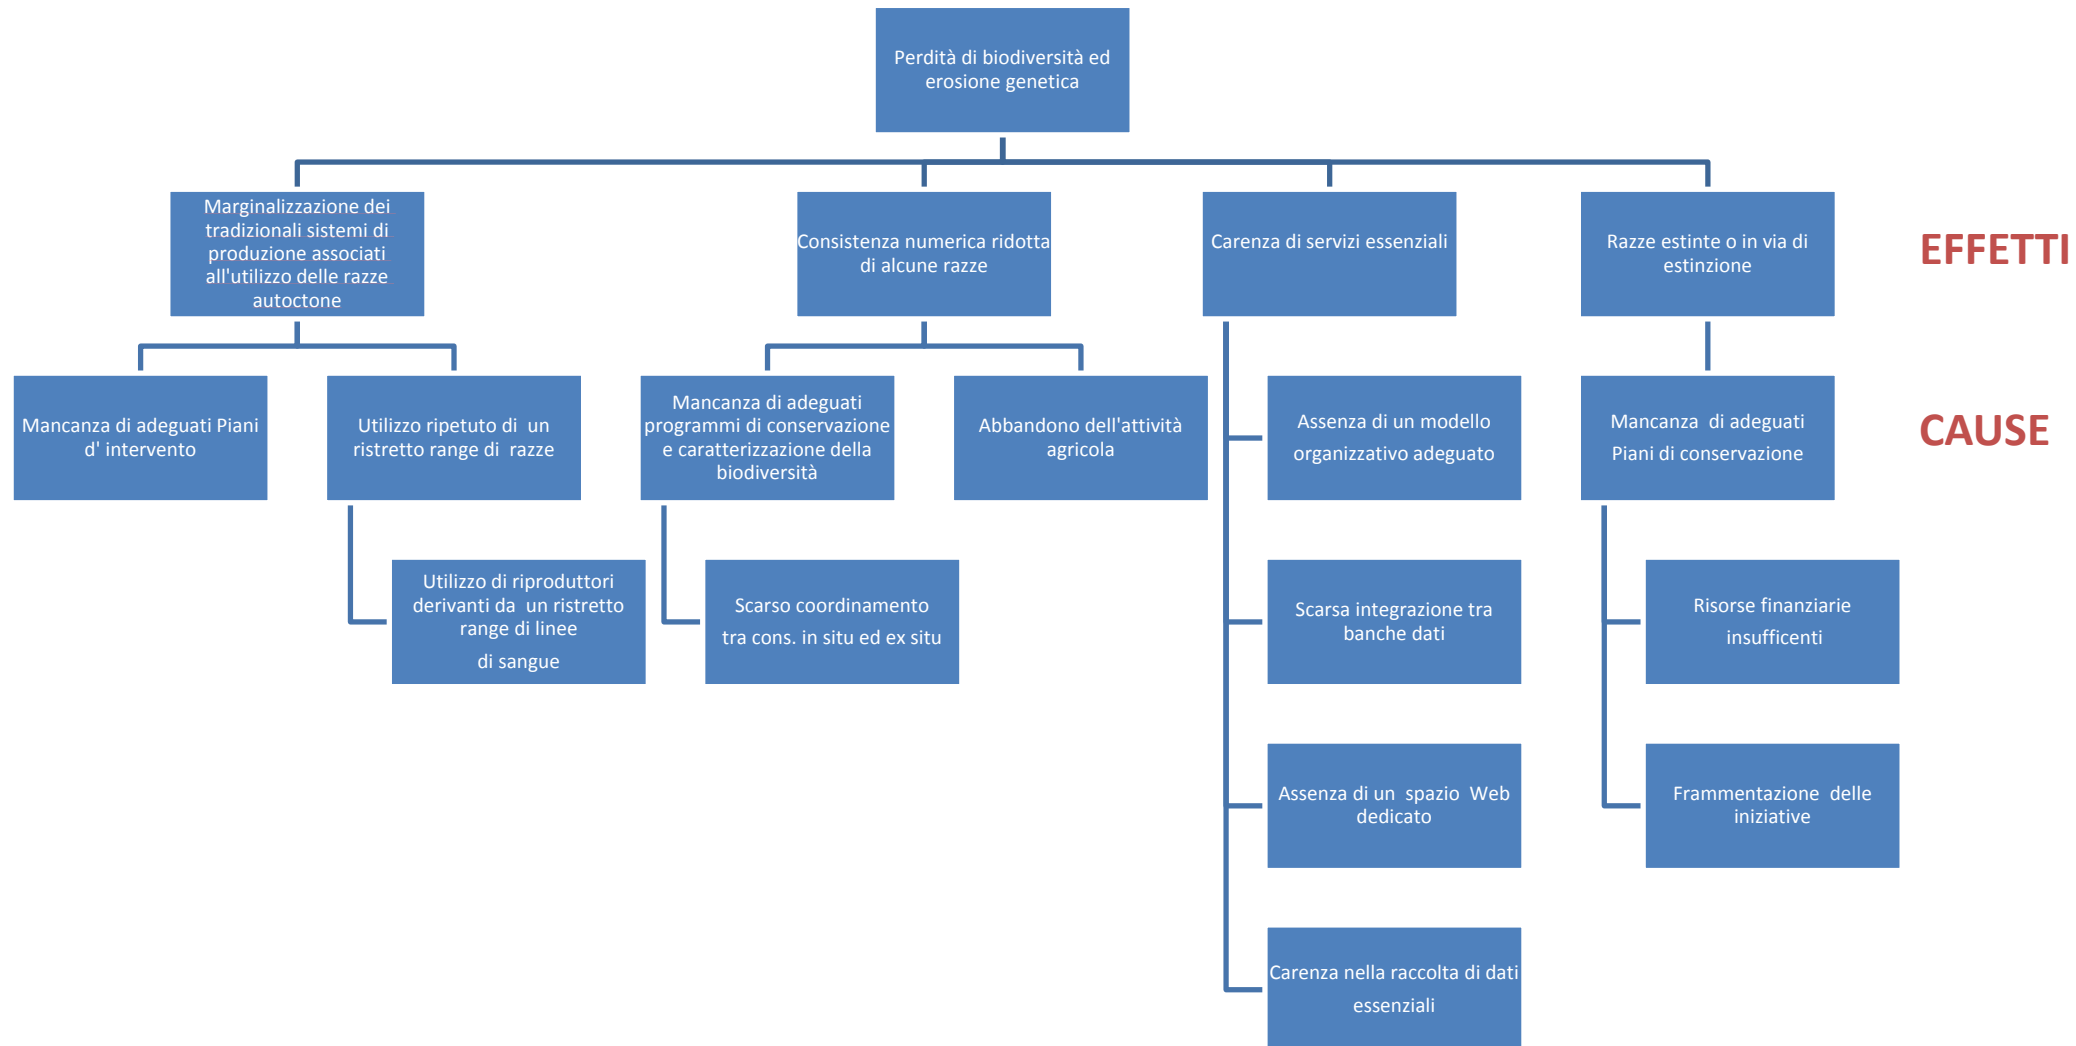 Perdità di biodiversità ed
erosione genetica
Marginalizzazione dei
tradizionali sistemi di
produzione associati
all'utilizzo delle razze
autoctone
Consistenza numerica ridotta
di alcune razze
Carenza di servizi essenziali
Razze estinte o in via di
estinzione
EFFETTI
Mancanza di adeguati Piani
d' intervento
Utilizzo ripetuto di un
ristretto range di razze
Mancanza di adeguati
programmi di conservazione
e caratterizzazione della
biodiversità
Abbandono dell'attività
agricola
Assenza di un modello
organizzativo adeguato
Mancanza di adeguati
Piani di conservazione
CAUSE
Utilizzo di riproduttori
derivanti da un ristretto
range di linee
di sangue
Scarso coordinamento
tra cons. in situ ed ex situ
Scarsa integrazione tra
banche dati
Risorse finanziarie
insufficenti
Assenza di un spazio Web
dedicato
Frammentazione delle
iniziative
Carenza nella raccolta di dati
essenziali